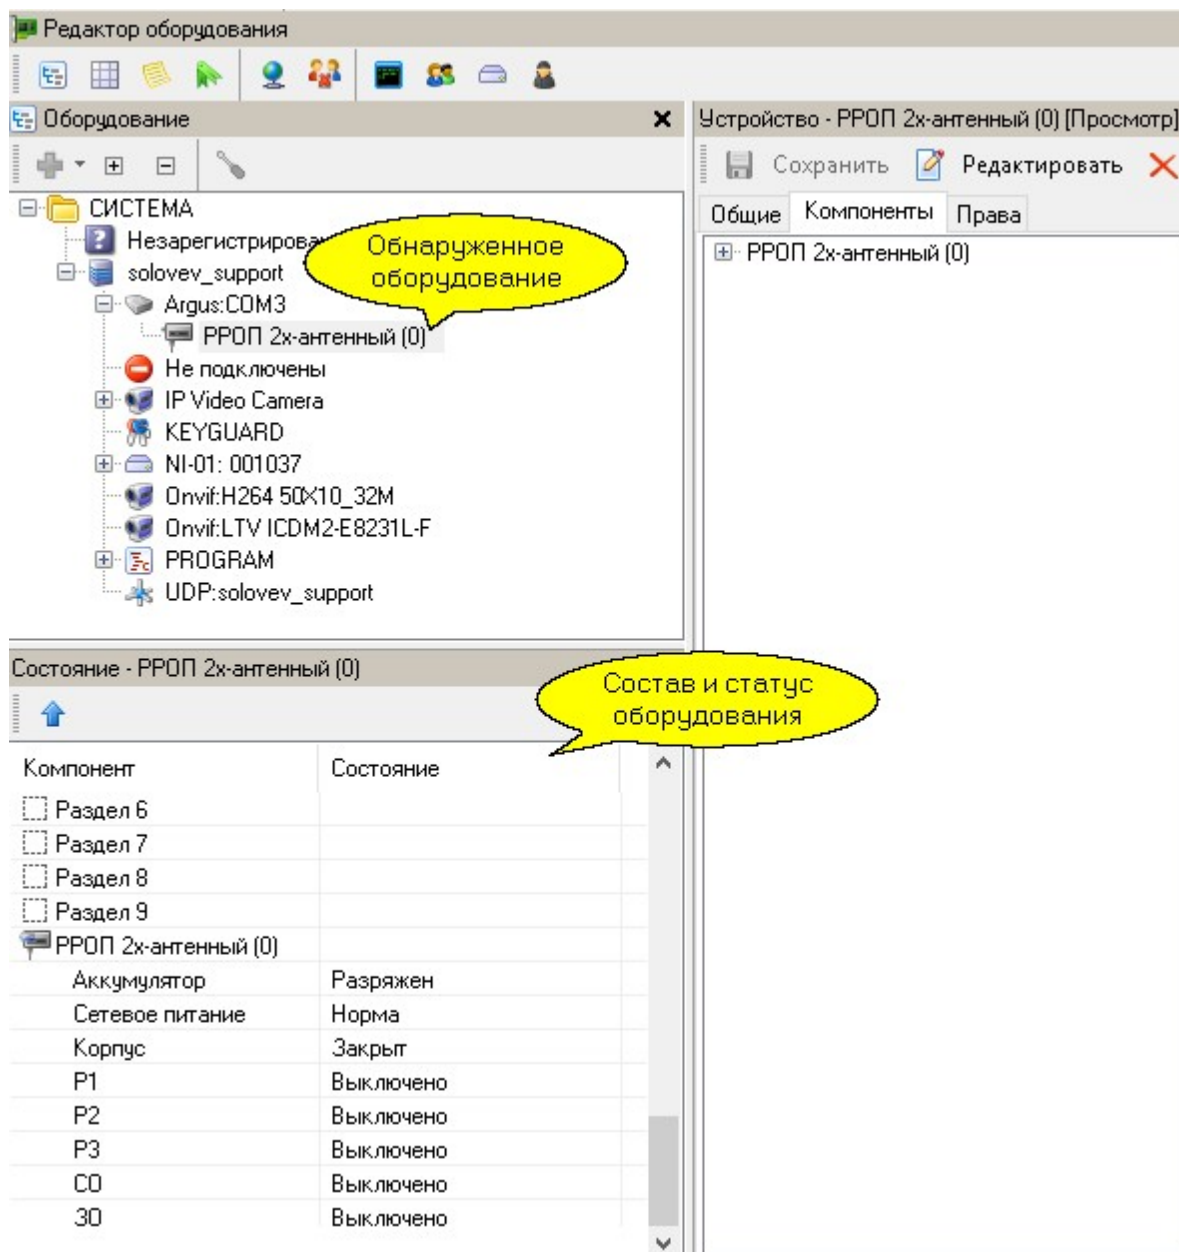 Редактор оборудования
Оборудование
СИСТЕМА
Незарегистрирова
solovev_support
Argus:COM3
РРОП 2х-антенный (0)
Не подключены
IP Video Camera
KEYGUARD
NI-01: 001037
Onvif:H264 50X10_32M
Onvif:LTV ICDM2-E8231L-F
PROGRAM
UDP:solovev_support
Обнаруженное
оборудование
Устройство - РРОП 2х-антенный (0) [Просмотр]
Сохранить Редактировать
Общие Компоненты Права
РРОП 2х-антенный (0)
Состояние - РРОП 2х-антенный (0)
Состав и статус
оборудования
Компонент Состояние
Раздел 6
Раздел 7
Раздел 8
Раздел 9
РРОП 2х-антенный (0)
Аккумулятор Разряжен
Сетевое питание Норма
Корпус Закрыт
Р1 Выключено
Р2 Выключено
Р3 Выключено
СО Выключено
ЗО Выключено